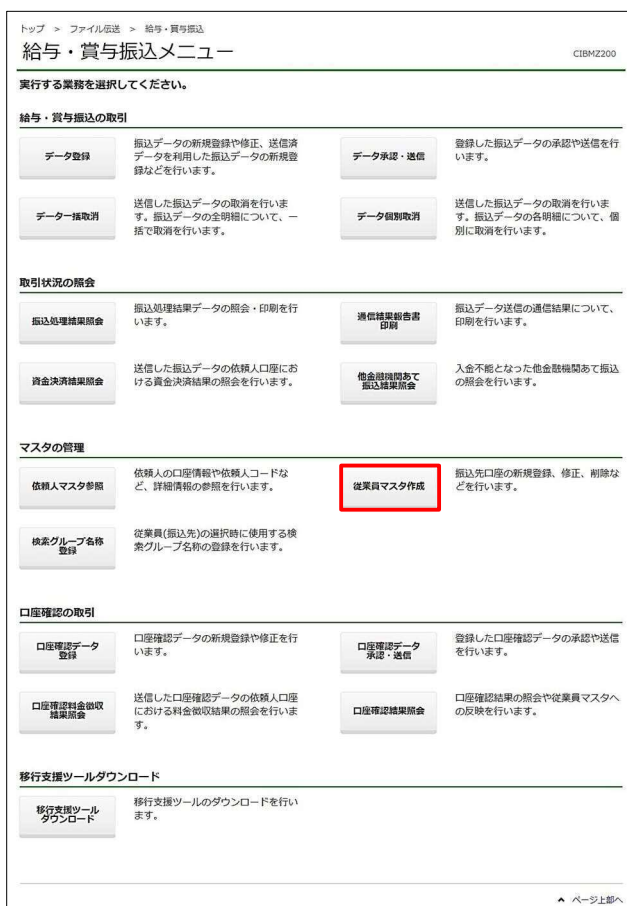 トップ > ファイル伝送 > 給与・賞与振込
給与・賞与振込メニュー
CIBMZ200
実行する業務を選択してください。
給与・賞与振込の取引
データ登録
振込データの新規登録や修正、送信済
データを利用した振込データの新規登
録などを行います。
データ承認・送信
登録した振込データの承認や送信を行
います。
データ一括取消
送信した振込データの取消を行いま
す。振込データの全明細について、一
括で取消を行います。
データ個別取消
送信した振込データの取消を行いま
す。振込データの各明細について、個
別に取消を行います。
取引状況の照会
振込処理結果照会
振込処理結果データの照会・印刷を行
います。
通信結果報告書
印刷
振込データ送信の通信結果について、
印刷を行います。
資金決済結果照会
送信した振込データの依頼人口座にお
ける資金決済結果の照会を行います。
他金融機関あて
振込結果照会
入金不能となった他金融機関あて振込
の照会を行います。
マスタの管理
依頼人マスタ参照
依頼人の口座情報や依頼人コードな
ど、詳細情報の参照を行います。
従業員マスタ作成
振込先口座の新規登録、修正、削除な
どを行います。
検索グループ名称
登録
従業員(振込先)の選択時に使用する検
索グループ名称の登録を行います。
口座確認の取引
口座確認データ
登録
口座確認データの新規登録や修正を行
います。
口座確認データ
承認・送信
登録した口座確認データの承認や送信
を行います。
口座確認料金徴収
結果照会
送信した口座確認データの依頼人口座
における料金徴収結果の照会を行いま
す。
口座確認結果照会
口座確認結果の照会や従業員マスタへ
の反映を行います。
移行支援ツールダウンロード
移行支援ツール
ダウンロード
移行支援ツールのダウンロードを行い
ます。
ページ上部へ